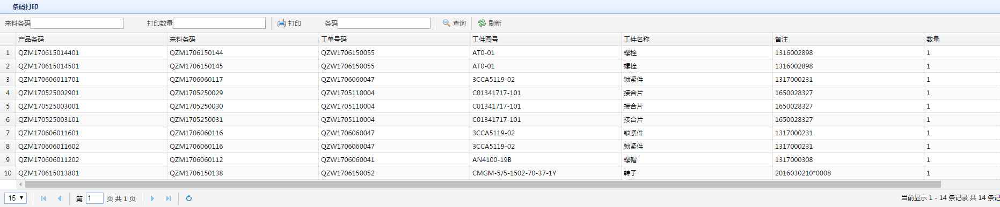 条码打印
来料条码 打印数量 打印 条码 查询 刷新
产品条码 来料条码 工单号码 工件图号 工件名称 备注 数量
1 QZM170615014401 QZM1706150144 QZW1706150055 AT0-01 螺栓 1316002898 1
2 QZM170615014501 QZM1706150145 QZW1706150055 AT0-01 螺栓 1316002898 1
3 QZM170606011701 QZM1706060117 QZW1706060047 3CCA5119-02 锁紧件 1317000231 1
4 QZM170525002901 QZM1705250029 QZW1705110004 C01341717-101 接合片 1650028327 1
5 QZM170525003001 QZM1705250030 QZW1705110004 C01341717-101 接合片 1650028327 1
6 QZM170525003101 QZM1705250031 QZW1705110004 C01341717-101 接合片 1650028327 1
7 QZM170606011601 QZM1706060116 QZW1706060047 3CCA5119-02 锁紧件 1317000231 1
8 QZM170606011602 QZM1706060116 QZW1706060047 3CCA5119-02 锁紧件 1317000231 1
9 QZM170606011202 QZM1706060112 QZW1706060041 AN4100-19B 螺帽 1317000308 1
10 QZM170615013801 QZM1706150138 QZW1706150052 CMGM-5/5-1502-70-37-1Y 转子 2016030210*0008 1
15 第 1 页 共 1 页 当前显示 1 - 14 条记录 共 14 条记